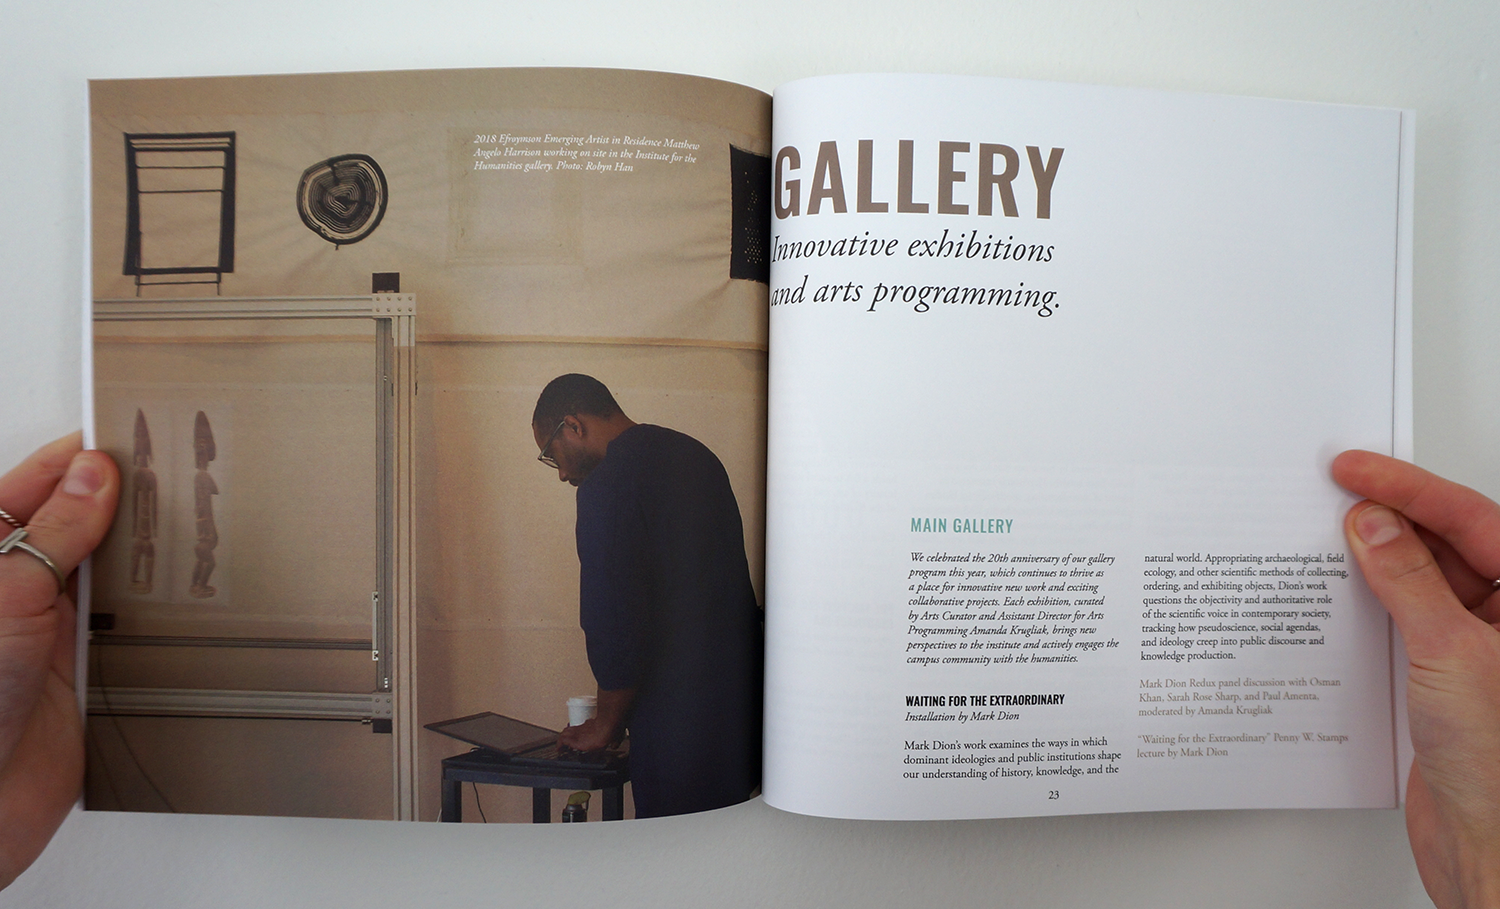 2018 Efroymson Emerging Artist in Residence Matthew
Angelo Harrison working on site in the Institute for the
Humanities gallery. Photo: Robyn Han
GALLERY
Innovative exhibitions
and arts programming.
MAIN GALLERY
We celebrated the 20th anniversary of our gallery
program this year, which continues to thrive as
a place for innovative new work and exciting
collaborative projects. Each exhibition, curated
by Arts Curator and Assistant Director for Arts
Programming Amanda Krugliak, brings new
perspectives to the institute and actively engages the
campus community with the humanities.
WAITING FOR THE EXTRAORDINARY
Installation by Mark Dion
Mark Dion's work examines the ways in which
dominant ideologies and public institutions shape
our understanding of history, knowledge, and the
natural world. Appropriating archaeological, field
ecology, and other scientific methods of collecting,
ordering, and exhibiting objects, Dion's work
questions the objectivity and authoritative role
of the scientific voice in contemporary society,
tracking how pseudoscience, social agendas,
and ideology creep into public discourse and
knowledge production.
Mark Dion Redux panel discussion with Osman
Khan, Sarah Rose Sharp, and Paul Amenta,
moderated by Amanda Krugliak
"Waiting for the Extraordinary" Penny W. Stamps
lecture by Mark Dion
23